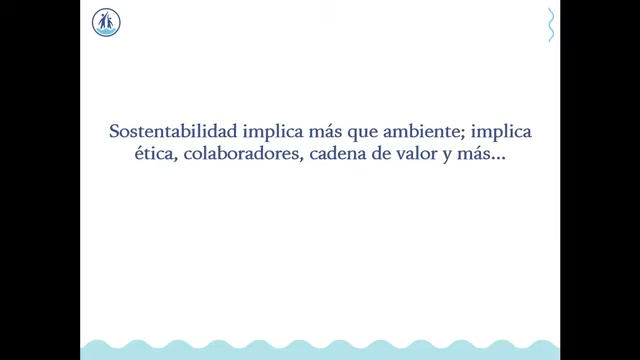 Sostentabilidad implica más que ambiente; implica
ética, colaboradores, cadena de valor y más...